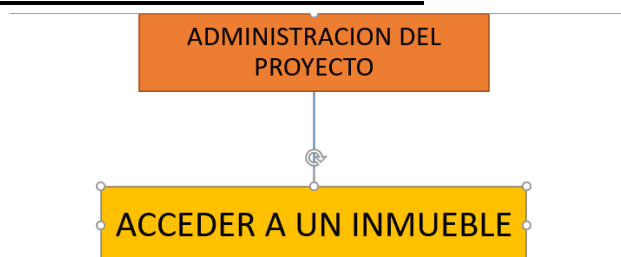 ADMINISTRACION DEL
PROYECTO
ACCEDER A UN INMUEBLE